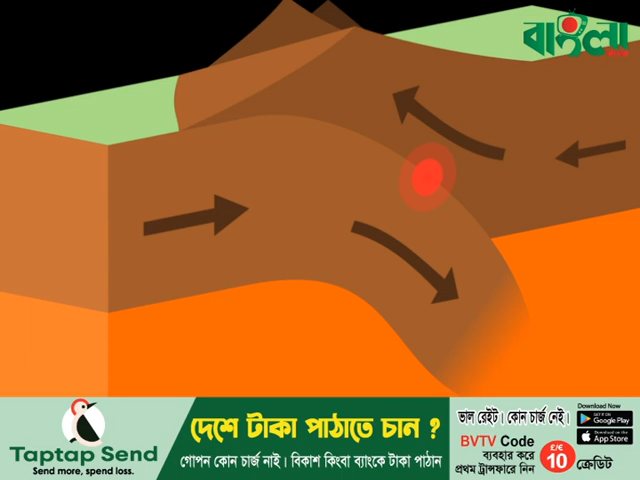 বাংলা
Taptap Send
Send more, spend loss.
দেশে টাকা পাঠাতে চান ?
গোপন কোন চার্জ নাই। বিকাশ কিংবা ব্যাংকে টাকা পাঠান
ভাল রেইট। কোন চার্জ নেই।
BVTV Code
ব্যবহার করে
প্রথম ট্রান্সফারে নিন
£/€
10
ক্রেডিট
Download Now
GET IT ON
Google Play
Download on the
App Store